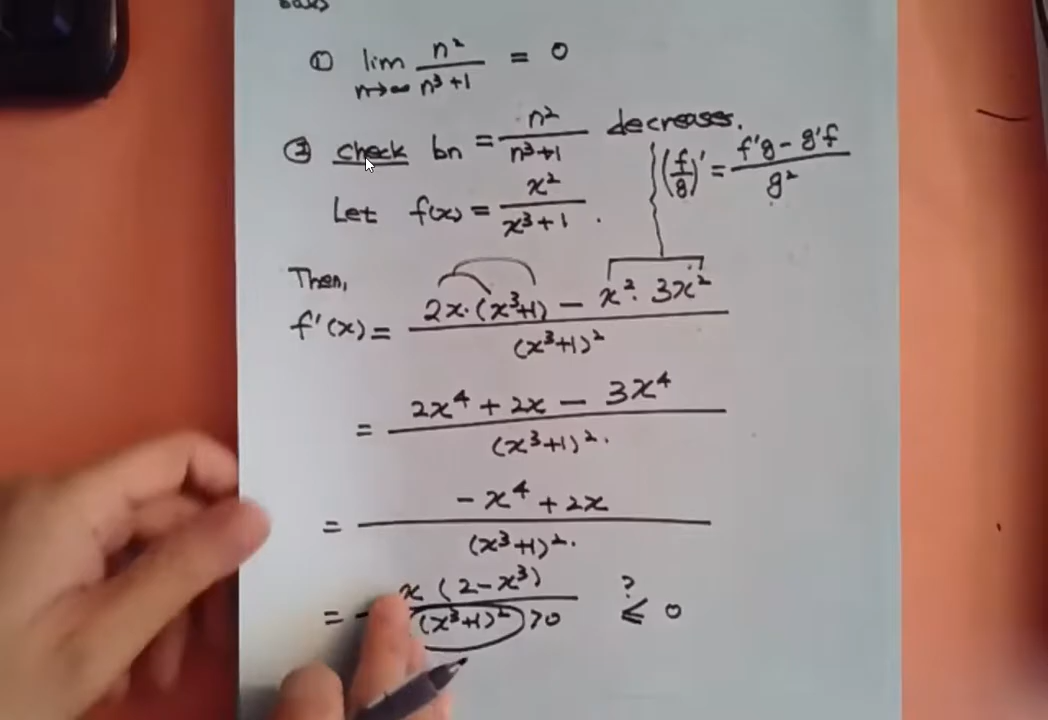 ① lim n→∞ n²/(n³+1) = 0
② check bn = n²/(n³+1) decreases.
(f/g)' = (f'g - g'f)/g²
Let f(x) = x²/(x³+1).
Then,
f'(x) = (2x·(x³+1) - x²·3x²)/(x³+1)²
= (2x⁴ + 2x - 3x⁴)/(x³+1)².
= (-x⁴ + 2x)/(x³+1)².
= x(2-x³)/(x³+1)² >0 ? ≤ 0